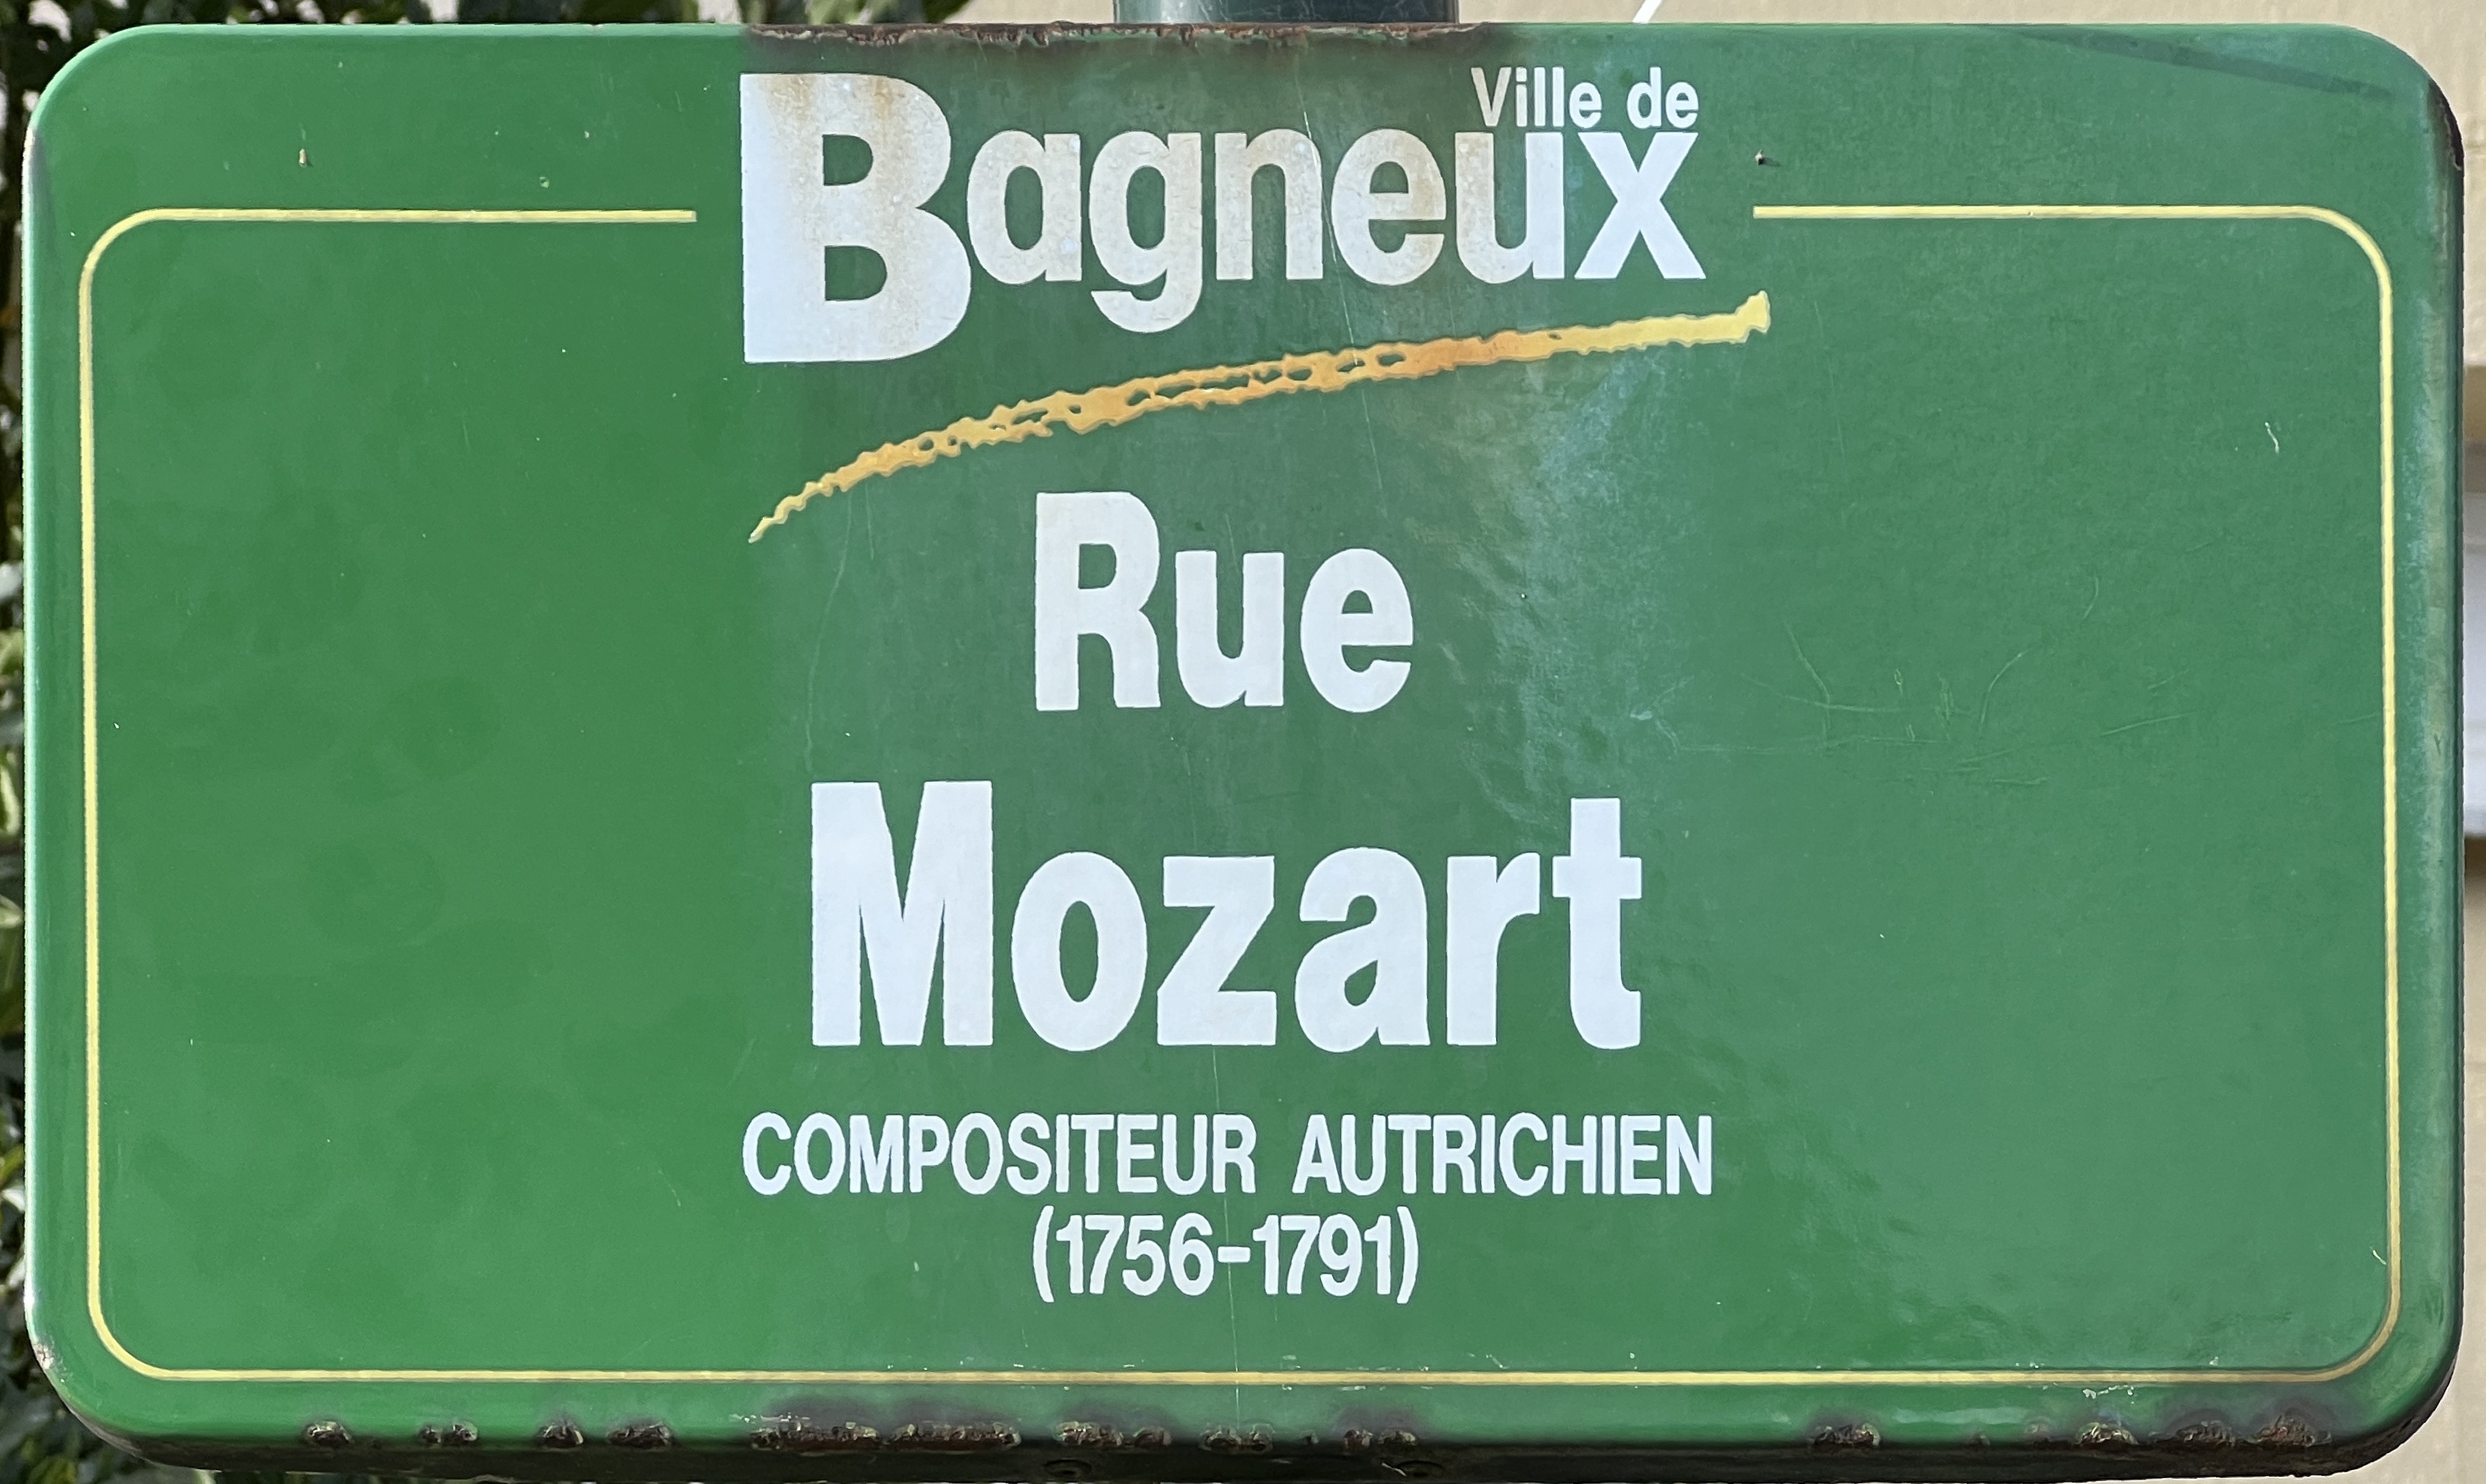 Ville de
Bagneux
Rue
Mozart
COMPOSITEUR AUTRICHIEN
(1756-1791)